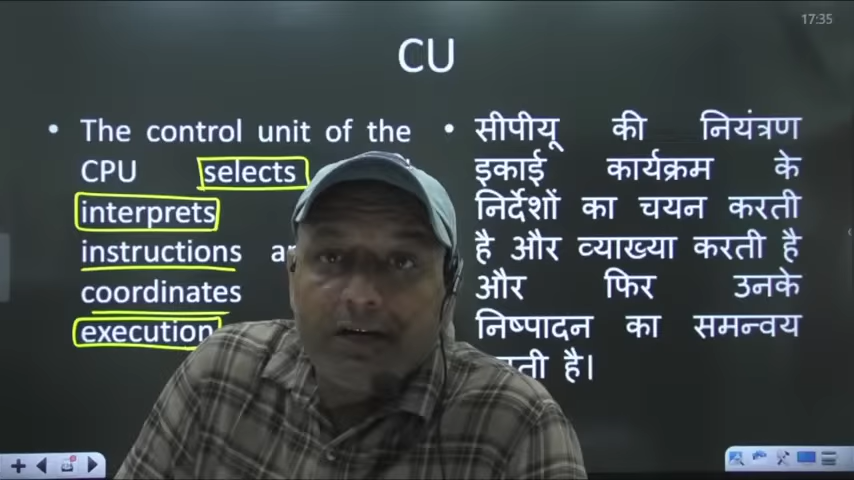 17:35
CU
• The control unit of the
CPU selects
interprets
instructions
coordinates
execution
• सीपीयू की नियंत्रण
इकाई कार्यक्रम के
निर्देशों का चयन करती
है और व्याख्या करती है
और फिर उनके
निष्पादन का समन्वय
है।